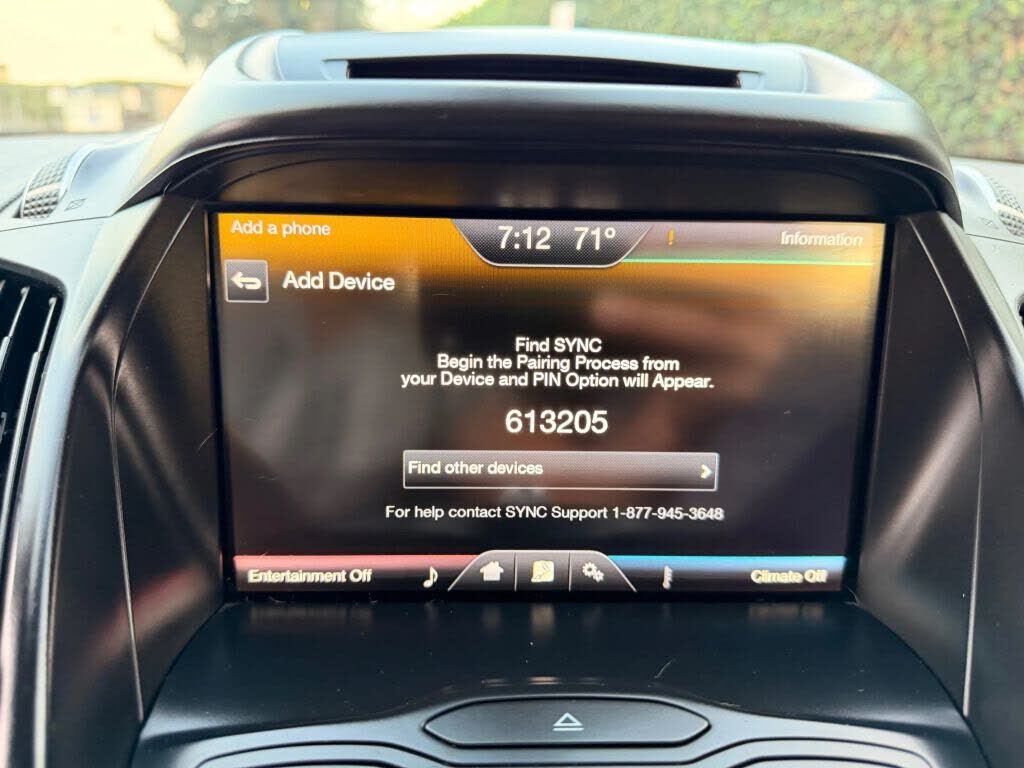 Add a phone
7:12 71°
Information
Add Device
Find SYNC
Begin the Pairing Process from
your Device and PIN Option will Appear.
613205
Find other devices
For help contact SYNC Support 1-877-945-3648
Entertainment Off
Climate Off